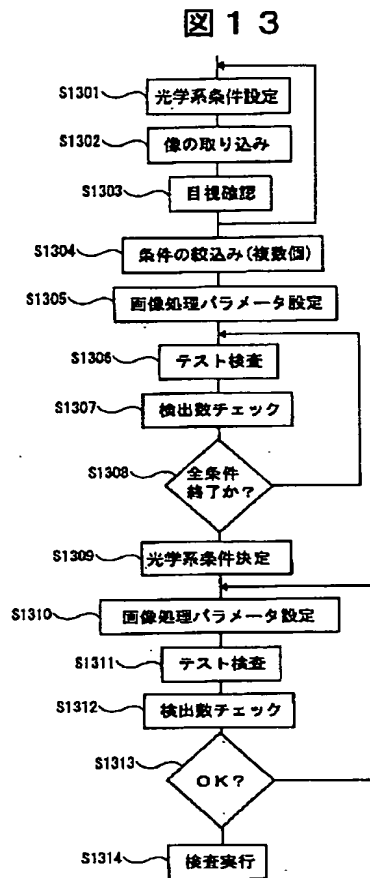 図13
S1301 光学系条件設定
S1302 像の取り込み
S1303 目視確認
S1304 条件の絞込み(複数個)
S1305 画像処理パラメータ設定
S1306 テスト検査
S1307 検出数チェック
S1308 全条件
終了か?
S1309 光学系条件決定
S1310 画像処理パラメータ設定
S1311 テスト検査
S1312 検出数チェック
S1313 OK?
S1314 検査実行